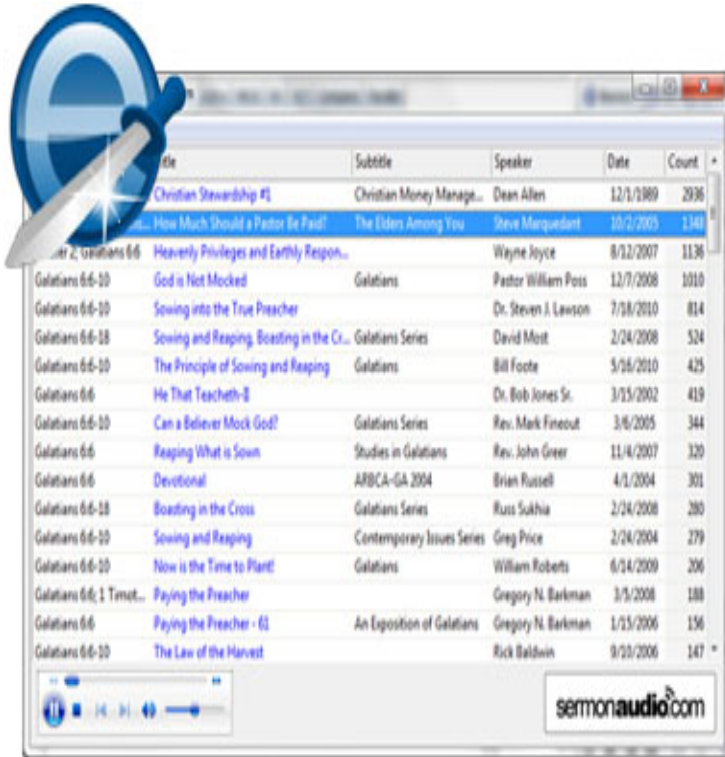 Title Subtitle Speaker Date Count
Christian Stewardship #1 Christian Money Manage... Dean Allen 12/1/1989 2936
How Much Should a Pastor Be Paid? The Elders Among You Steve Marquedant 10/2/2005 1348
2; Galatians 6:6 Heavenly Privileges and Earthly Respon... Wayne Joyce 8/12/2007 1136
Galatians 6:6-10 God is Not Mocked Galatians Pastor William Poss 12/7/2008 1010
Galatians 6:6-10 Sowing into the True Preacher Dr. Steven J. Lawson 7/18/2010 814
Galatians 6:6-18 Sowing and Reaping, Boasting in the Cr... Galatians Series David Most 2/24/2008 524
Galatians 6:6-10 The Principle of Sowing and Reaping Galatians Bill Foote 5/16/2010 425
Galatians 6:6 He That Teacheth-II Dr. Bob Jones Sr. 3/15/2002 419
Galatians 6:6-10 Can a Believer Mock God? Galatians Series Rev. Mark Fineout 3/6/2005 344
Galatians 6:6 Reaping What is Sown Studies in Galatians Rev. John Greer 11/4/2007 320
Galatians 6:6 Devotional ARBCA-GA 2004 Brian Russell 4/1/2004 301
Galatians 6:6-18 Boasting in the Cross Galatians Series Russ Sukhia 2/24/2008 280
Galatians 6:6-10 Sowing and Reaping Contemporary Issues Series Greg Price 2/24/2004 279
Galatians 6:6-10 Now is the Time to Plant! Galatians William Roberts 6/14/2009 206
Galatians 6:6; 1 Timot... Paying the Preacher Gregory N. Barkman 3/5/2008 188
Galatians 6:6 Paying the Preacher - 61 An Exposition of Galatians Gregory N. Barkman 1/15/2006 156
Galatians 6:6-10 The Law of the Harvest Rick Baldwin 9/10/2006 147
sermonaudio.com